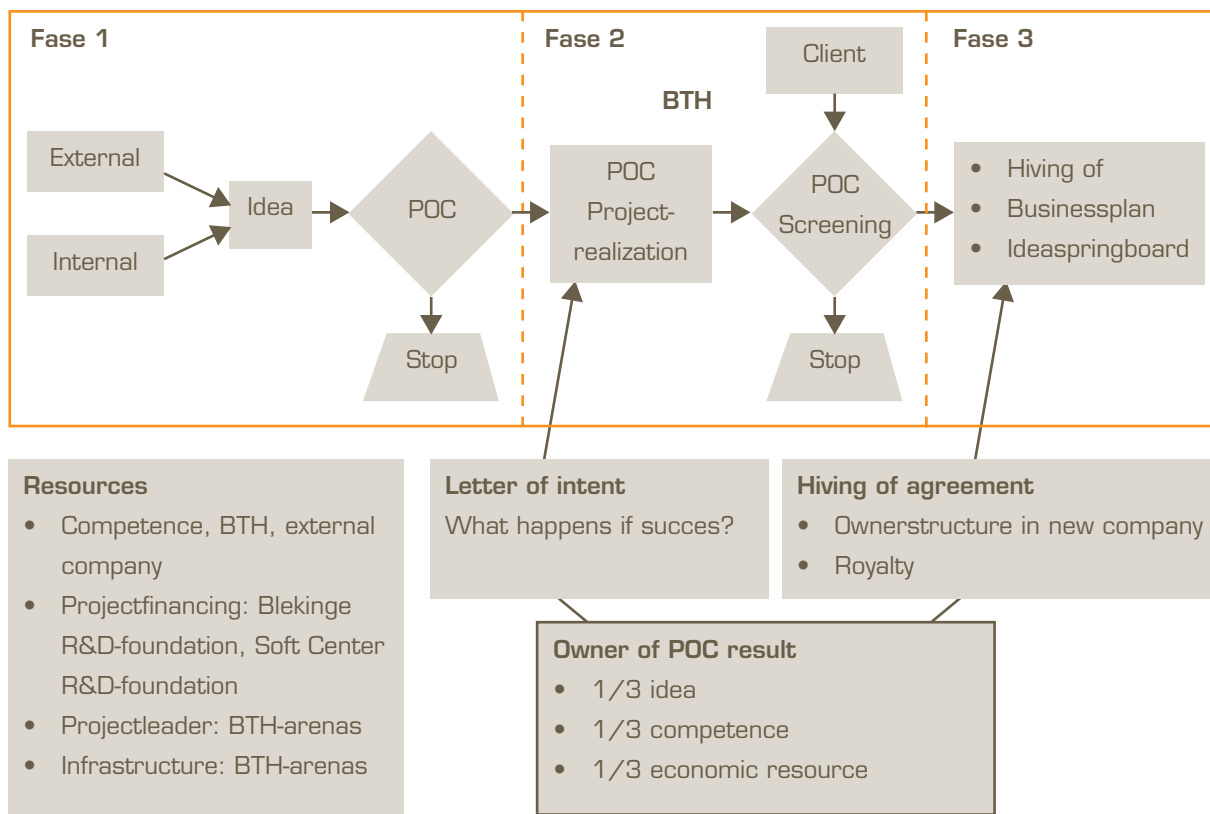 Fase 1
External
Internal
Idea
POC
Stop
Fase 2
BTH
POC
Project-
realization
Client
POC
Screening
Stop
Fase 3
• Hiving of
• Businessplan
• Ideaspringboard
Resources
• Competence, BTH, external
company
• Projectfinancing: Blekinge
R&D-foundation, Soft Center
R&D-foundation
• Projectleader: BTH-arenas
• Infrastructure: BTH-arenas
Letter of intent
What happens if succes?
Hiving of agreement
• Ownerstructure in new company
• Royalty
Owner of POC result
• 1/3 idea
• 1/3 competence
• 1/3 economic resource